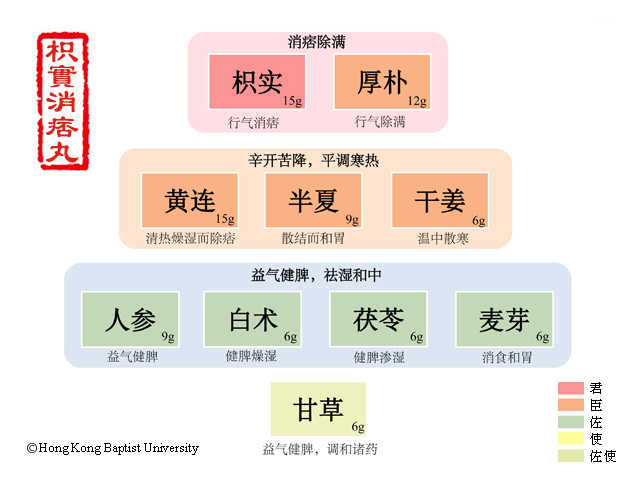 枳實消痞丸
消痞除满
枳实
15g
厚朴
12g
行气消痞
行气除满
辛开苦降，平调寒热
黄连
15g
半夏
9g
干姜
6g
清热燥湿而除痞
散结而和胃
温中散寒
益气健脾，祛湿和中
人参
9g
白术
6g
茯苓
6g
麦芽
6g
益气健脾
健脾燥湿
健脾渗湿
消食和胃
甘草
6g
益气健脾，调和诸药
君
臣
佐
使
佐使
©Hong Kong Baptist University